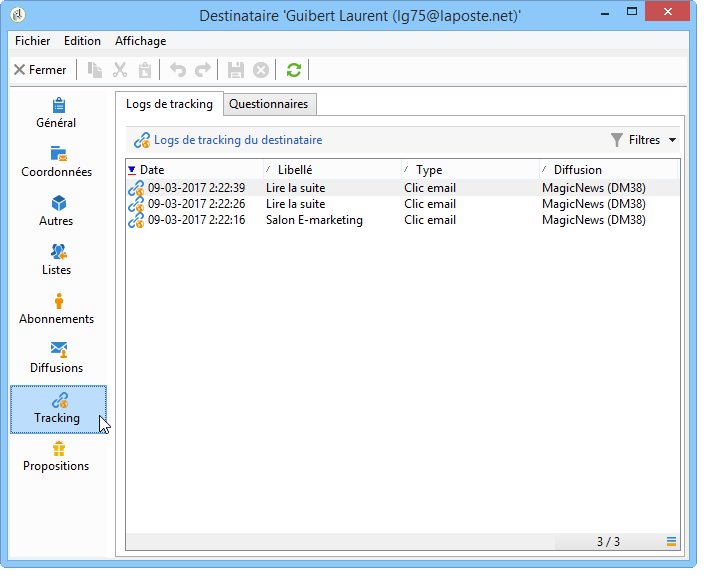 Destinataire 'Guibert Laurent (lg75@laposte.net)'
Fichier Edition Affichage
Fermer
Général
Coordonnées
Autres
Listes
Abonnements
Diffusions
Tracking
Propositions
Logs de tracking Questionnaires
Logs de tracking du destinataire Filtres
Date Libellé Type Diffusion
09-03-2017 2:22:39 Lire la suite Clic email MagicNews (DM38)
09-03-2017 2:22:26 Lire la suite Clic email MagicNews (DM38)
09-03-2017 2:22:16 Salon E-marketing Clic email MagicNews (DM38)
3 / 3